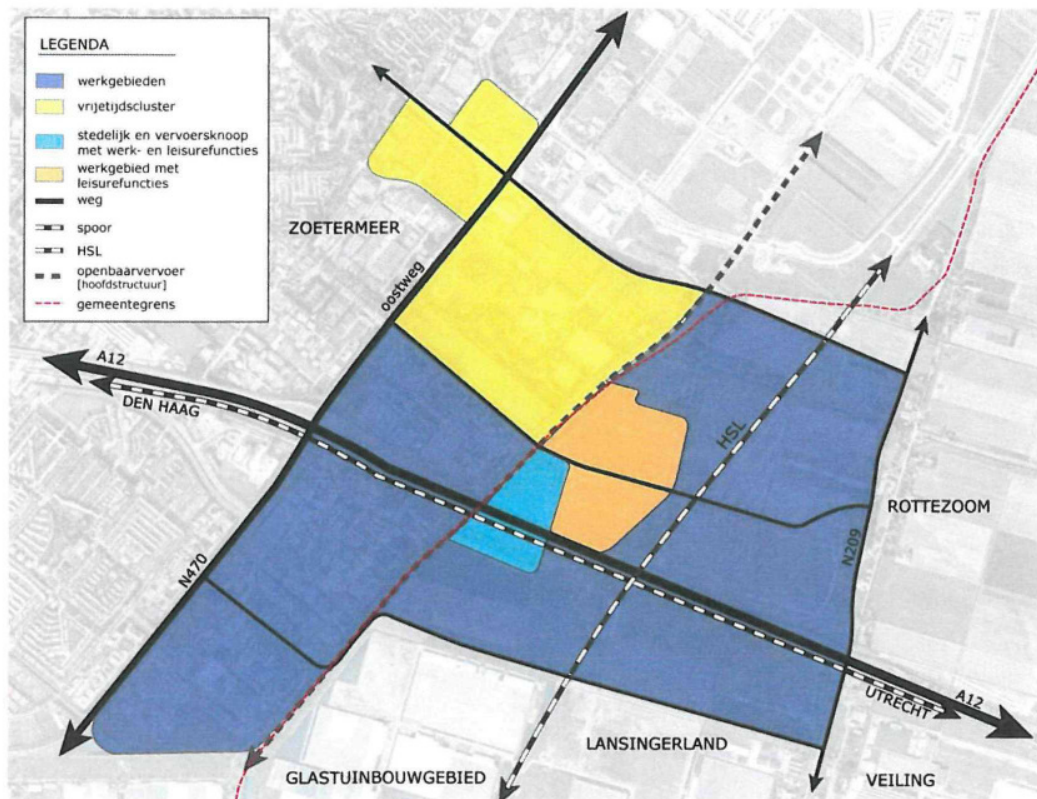 LEGENDA
werkgebieden
vrijetijdscluster
stedelijk en vervoersknoop
met werk- en leisurefuncties
werkgebied met
leisurefuncties
weg
spoor
HSL
openbaarvervoer
[hoofdstructuur]
gemeentegrens
ZOETERMEER
oostweg
A12
DEN HAAG
HSL
ROTTEZOOM
N209
N470
UTRECHT
A12
LANSINGERLAND
GLASTUINBOUWGEBIED
VEILING